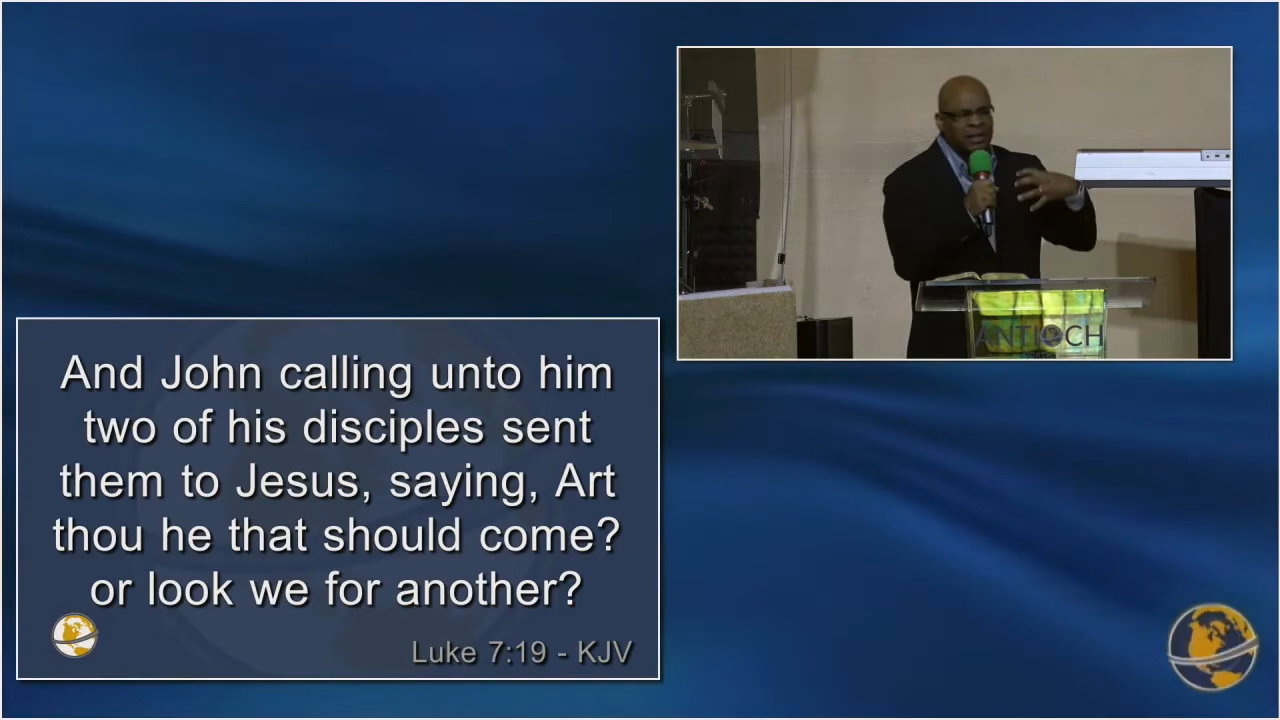 And John calling unto him
two of his disciples sent
them to Jesus, saying, Art
thou he that should come?
or look we for another?
Luke 7:19 - KJV
ANTIOCH